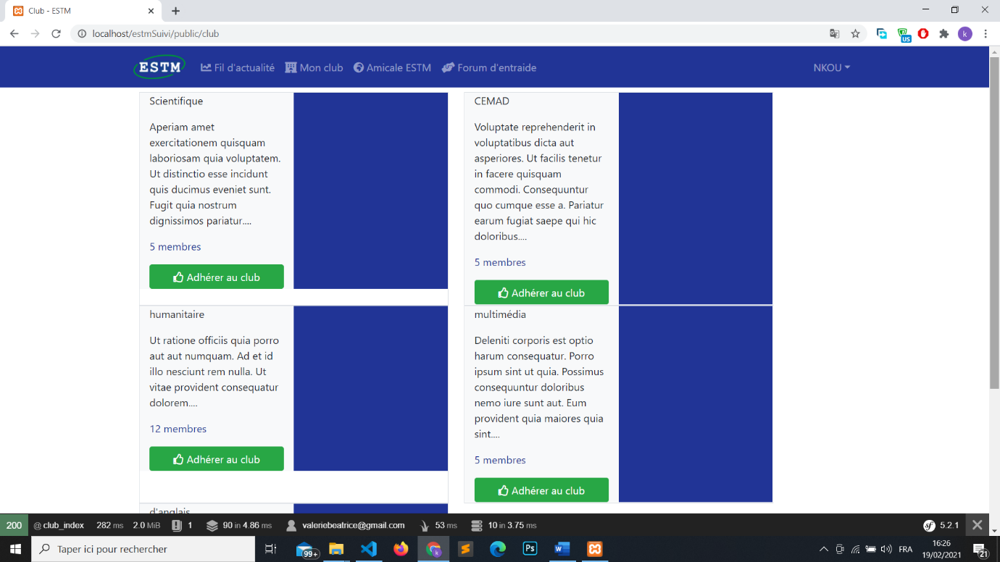 Club - ESTM
localhost/estmSuivi/public/club
US
k
ESTM
Fil d'actualité
Mon club
Amicale ESTM
Forum d'entraide
NKOU
Scientifique
Aperiam amet
exercitationem quisquam
laboriosam quia voluptatem.
Ut distinctio esse incidunt
quis ducimus eveniet sunt.
Fugit quia nostrum
dignissimos pariatur....
5 membres
Adhérer au club
CEMAD
Voluptate reprehenderit in
voluptatibus dicta aut
asperiores. Ut facilis tenetur
in facere quisquam
commodi. Consequuntur
quo cumque esse a. Pariatur
earum fugiat saepe qui hic
doloribus....
5 membres
Adhérer au club
humanitaire
Ut ratione officiis quia porro
aut aut numquam. Ad et id
illo nesciunt rem nulla. Ut
vitae provident consequatur
dolorem....
12 membres
Adhérer au club
multimédia
Deleniti corporis est optio
harum consequatur. Porro
ipsum sint ut quia. Possimus
consequuntur doloribus
nemo iure sunt aut. Eum
provident quia maiores quia
sint....
5 membres
Adhérer au club
d'anglais
200 @ club_index 282 ms 2.0 MiB 1 90 in 4.86 ms valeriebeatrice@gmail.com 53 ms 10 in 3.75 ms sf 5.2.1
Taper ici pour rechercher
99+
k
Ps
FRA
16:26
19/02/2021
21